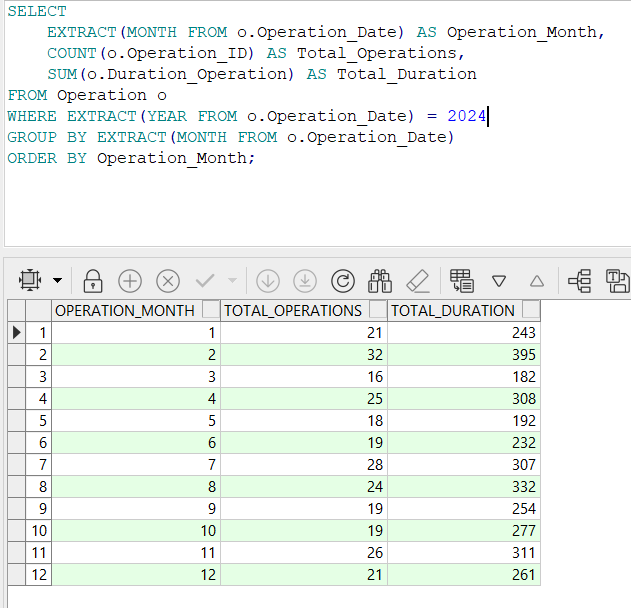 SELECT
    EXTRACT(MONTH FROM o.Operation_Date) AS Operation_Month,
    COUNT(o.Operation_ID) AS Total_Operations,
    SUM(o.Duration_Operation) AS Total_Duration
FROM Operation o
WHERE EXTRACT(YEAR FROM o.Operation_Date) = 2024
GROUP BY EXTRACT(MONTH FROM o.Operation_Date)
ORDER BY Operation_Month;
OPERATION_MONTH TOTAL_OPERATIONS TOTAL_DURATION
1 1 21 243
2 2 32 395
3 3 16 182
4 4 25 308
5 5 18 192
6 6 19 232
7 7 28 307
8 8 24 332
9 9 19 254
10 10 19 277
11 11 26 311
12 12 21 261